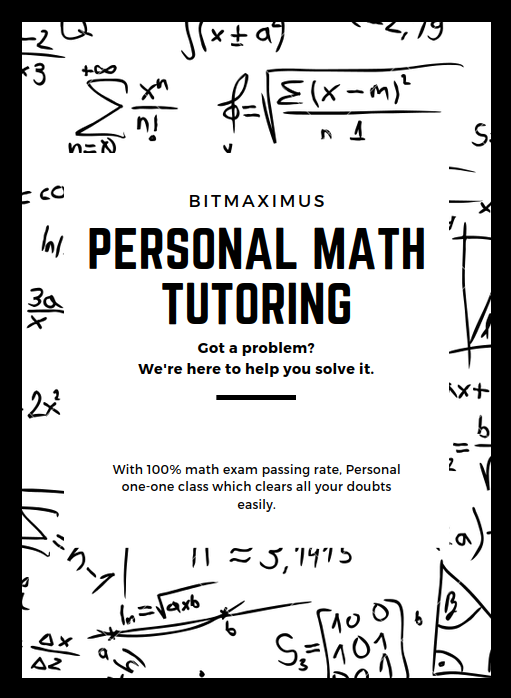 BITMAXIMUS
PERSONAL MATH
TUTORING
Got a problem?
We're here to help you solve it.
With 100% math exam passing rate, Personal
one-one class which clears all your doubts
easily.